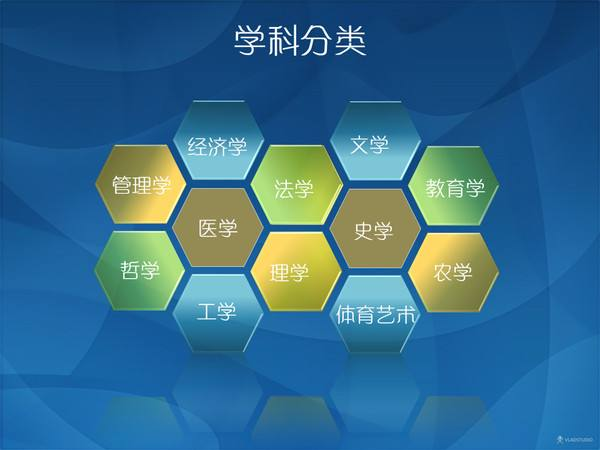 学科分类
经济学
文学
管理学
法学
教育学
医学
史学
哲学
理学
农学
工学
体育艺术
VLADSTUDIO